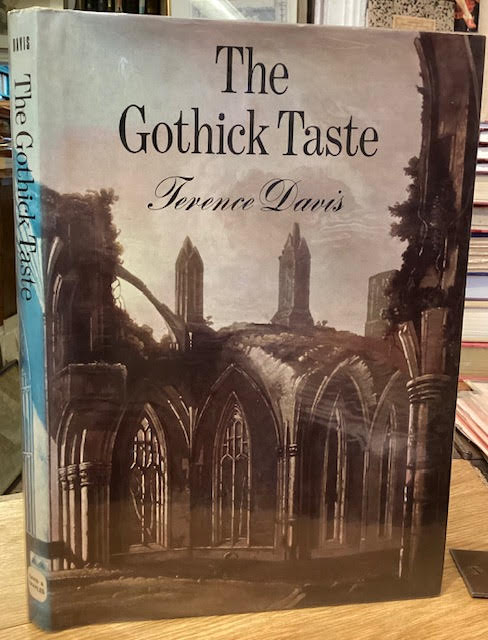 DAVIS
The Gothick Taste
The
Gothick Taste
Terence Davis